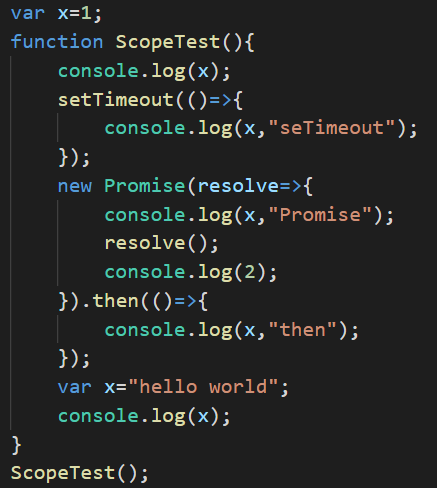 var x=1;
function ScopeTest(){
    console.log(x);
    setTimeout(()=>{
        console.log(x,"seTimeout");
    });
    new Promise(resolve=>{
        console.log(x,"Promise");
        resolve();
        console.log(2);
    }).then(()=>{
        console.log(x,"then");
    });
    var x="hello world";
    console.log(x);
}
ScopeTest();